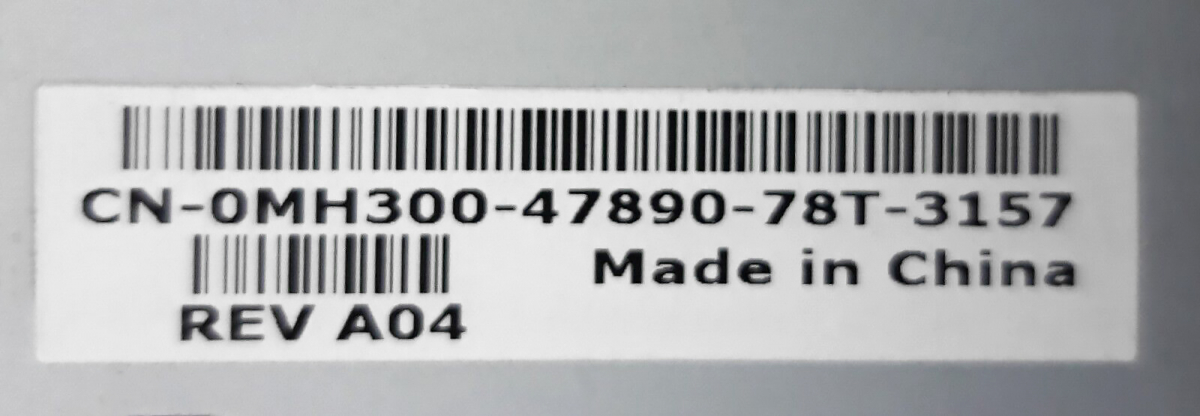 CN-0MH300-47890-78T-3157
Made in China
REV A04